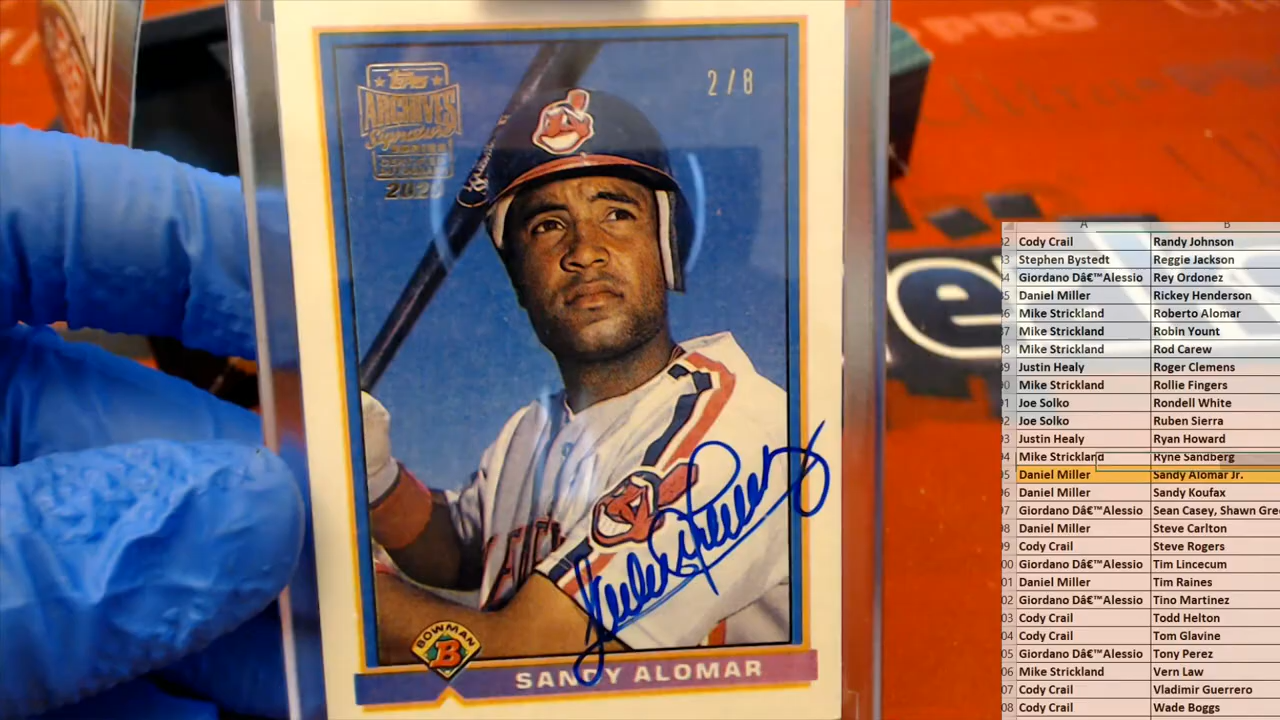 PRO
Topps
ARCHIVES
Signature
SERIES
2/8
BOWMAN
B
SANDY ALOMAR
A B
Cody Crail Randy Johnson
Stephen Bystedt Reggie Jackson
Giordano Dâ€™Alessio Rey Ordonez
Daniel Miller Rickey Henderson
Mike Strickland Roberto Alomar
Mike Strickland Robin Yount
Mike Strickland Rod Carew
Justin Healy Roger Clemens
Mike Strickland Rollie Fingers
Joe Solko Rondell White
Joe Solko Ruben Sierra
Justin Healy Ryan Howard
Mike Strickland Ryne Sandberg
Daniel Miller Sandy Alomar Jr.
Daniel Miller Sandy Koufax
Giordano Dâ€™Alessio Sean Casey, Shawn Gre
Daniel Miller Steve Carlton
Cody Crail Steve Rogers
Giordano Dâ€™Alessio Tim Lincecum
Daniel Miller Tim Raines
Giordano Dâ€™Alessio Tino Martinez
Cody Crail Todd Helton
Cody Crail Tom Glavine
Giordano Dâ€™Alessio Tony Perez
Mike Strickland Vern Law
Cody Crail Vladimir Guerrero
Cody Crail Wade Boggs